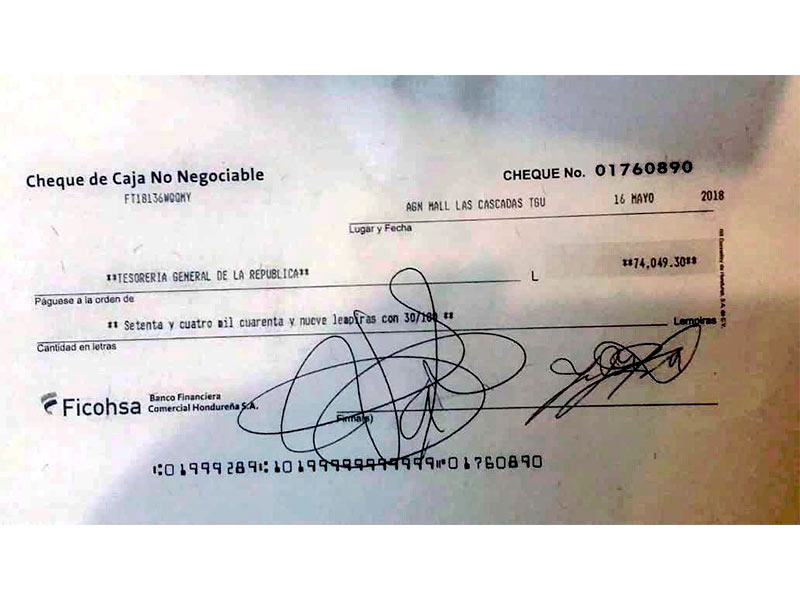 Cheque de Caja No Negociable
CHEQUE No. 01760890
FT18136WQQMY
AGN MALL LAS CASCADAS TGU 16 MAYO 2018
Lugar y Fecha
**TESORERIA GENERAL DE LA REPUBLICA** L **74,049.30**
Páguese a la orden de
** Setenta y cuatro mil cuarenta y nueve lempiras con 30/100 ** Lempiras
Cantidad en letras
Ficohsa Banco Financiera
Comercial Hondureña S.A.
Firma(s)
⑆01999289⑆1019999999999⑈01760890